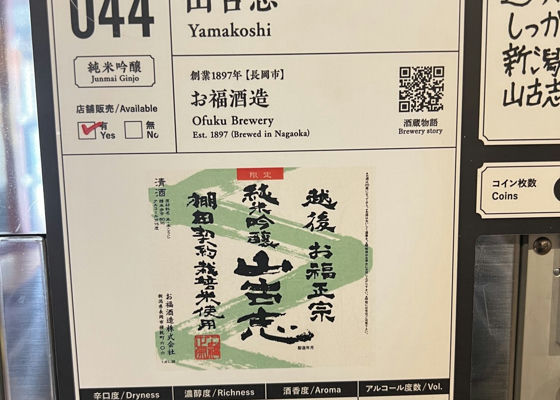 044
山古志
Yamakoshi
純米吟醸
Junmai Ginjo
店舗販売/Available
有
Yes
無
No
創業1897年【長岡市】
お福酒造
Ofuku Brewery
Est. 1897 (Brewed in Nagaoka)
酒蔵物語
Brewery story
しっか
新潟
山古志
コイン枚数
Coins
限定
越後 お福正宗
純米吟醸
山古志
棚田契約栽培米使用
清酒
お福酒造株式会社
製造年月
辛口度/Dryness
濃醇度/Richness
酒香度/Aroma
アルコール度数/Vol.